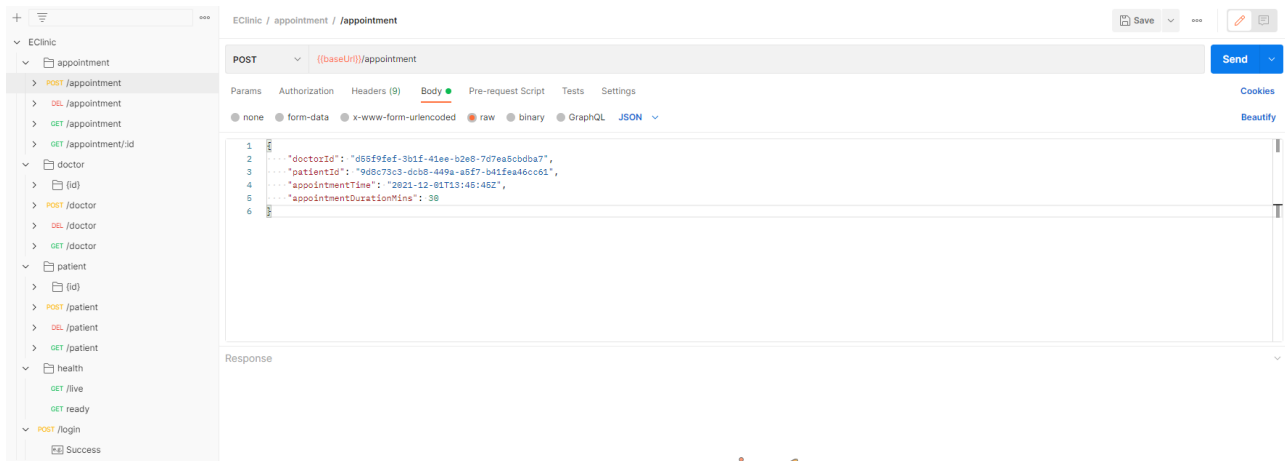 EClinic / appointment / /appointment
Save
EClinic
appointment
POST /appointment
DEL /appointment
GET /appointment
GET /appointment/:id
doctor
{id}
POST /doctor
DEL /doctor
GET /doctor
patient
{id}
POST /patient
DEL /patient
GET /patient
health
GET /live
GET ready
POST /login
e.g. Success
POST {{baseUrl}}/appointment
Send
Params Authorization Headers (9) Body Pre-request Script Tests Settings Cookies
none form-data x-www-form-urlencoded raw binary GraphQL JSON Beautify
1 {
2 "doctorId": "d55f9fef-3b1f-41ee-b2e8-7d7ea5cbdba7",
3 "patientId": "9d8c73c3-dcb8-449a-a5f7-b41fea46cc61",
4 "appointmentTime": "2021-12-01T13:45:45Z",
5 "appointmentDurationMins": 30
6 }
Response